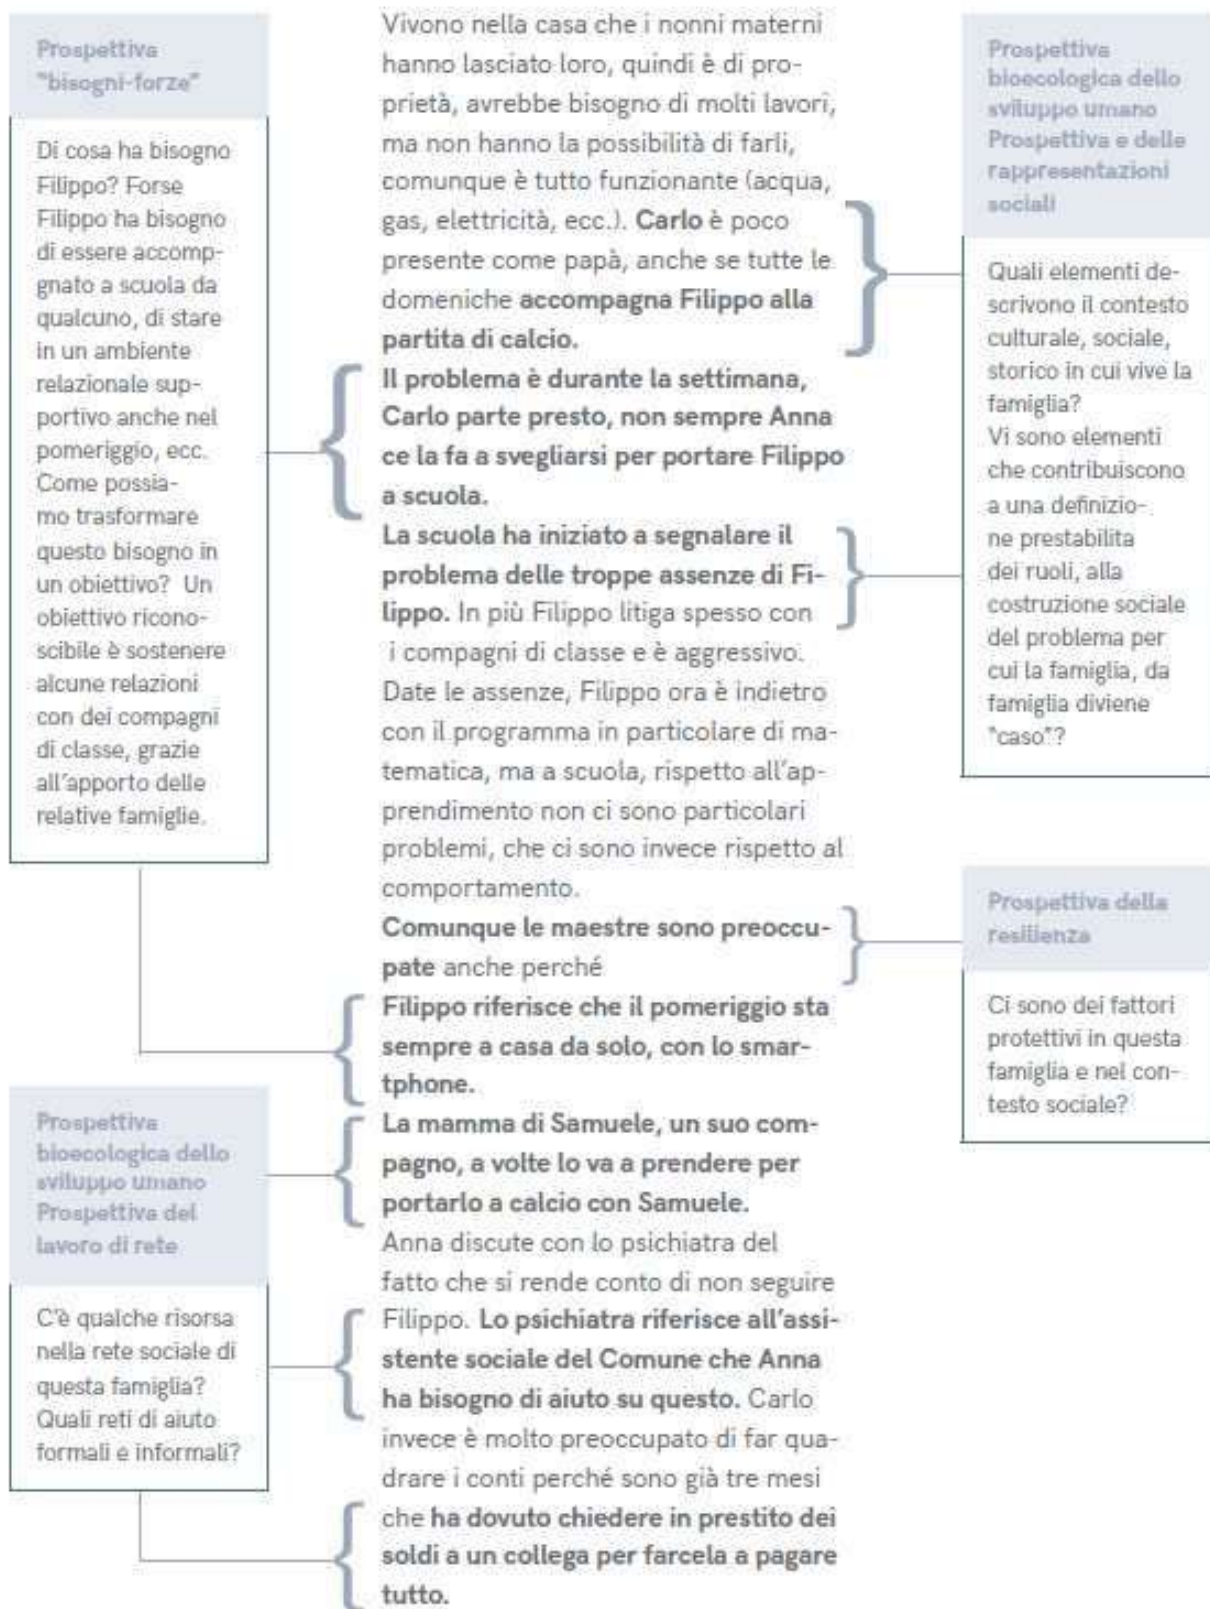 Prospettiva
"bisogni-forze"
Di cosa ha bisogno
Filippo? Forse
Filippo ha bisogno
di essere accomp-
gnato a scuola da
qualcuno, di stare
in un ambiente
relazionale sup-
portivo anche nel
pomeriggio, ecc.
Come possia-
mo trasformare
questo bisogno in
un obiettivo? Un
obiettivo ricono-
scibile è sostenere
alcune relazioni
con dei compagni
di classe, grazie
all'apporto delle
relative famiglie.
Prospettiva
bioecologica dello
sviluppo umano
Prospettiva del
lavoro di rete
C'è qualche risorsa
nella rete sociale di
questa famiglia?
Quali reti di aiuto
formali e informali?
Vivono nella casa che i nonni materni
hanno lasciato loro, quindi è di pro-
prietà, avrebbe bisogno di molti lavori,
ma non hanno la possibilità di farli,
comunque è tutto funzionante (acqua,
gas, elettricità, ecc.). Carlo è poco
presente come papà, anche se tutte le
domeniche accompagna Filippo alla
partita di calcio.
Il problema è durante la settimana,
Carlo parte presto, non sempre Anna
ce la fa a svegliarsi per portare Filippo
a scuola.
La scuola ha iniziato a segnalare il
problema delle troppe assenze di Fi-
lippo. In più Filippo litiga spesso con
i compagni di classe e è aggressivo.
Date le assenze, Filippo ora è indietro
con il programma in particolare di ma-
tematica, ma a scuola, rispetto all'ap-
prendimento non ci sono particolari
problemi, che ci sono invece rispetto al
comportamento.
Comunque le maestre sono preoccu-
pate anche perché
Filippo riferisce che il pomeriggio sta
sempre a casa da solo, con lo smar-
tphone.
La mamma di Samuele, un suo com-
pagno, a volte lo va a prendere per
portarlo a calcio con Samuele.
Anna discute con lo psichiatra del
fatto che si rende conto di non seguire
Filippo. Lo psichiatra riferisce all'assi-
stente sociale del Comune che Anna
ha bisogno di aiuto su questo. Carlo
invece è molto preoccupato di far qua-
drare i conti perché sono già tre mesi
che ha dovuto chiedere in prestito dei
soldi a un collega per farcela a pagare
tutto.
Prospettiva
bioecologica dello
sviluppo umano
Prospettiva e delle
rappresentazioni
sociali
Quali elementi de-
scrivono il contesto
culturale, sociale,
storico in cui vive la
famiglia?
Vi sono elementi
che contribuiscono
a una definizio-
ne prestabilita
dei ruoli, alla
costruzione sociale
del problema per
cui la famiglia, da
famiglia diviene
"caso"?
Prospettiva della
resilienza
Ci sono dei fattori
protettivi in questa
famiglia e nel con-
testo sociale?